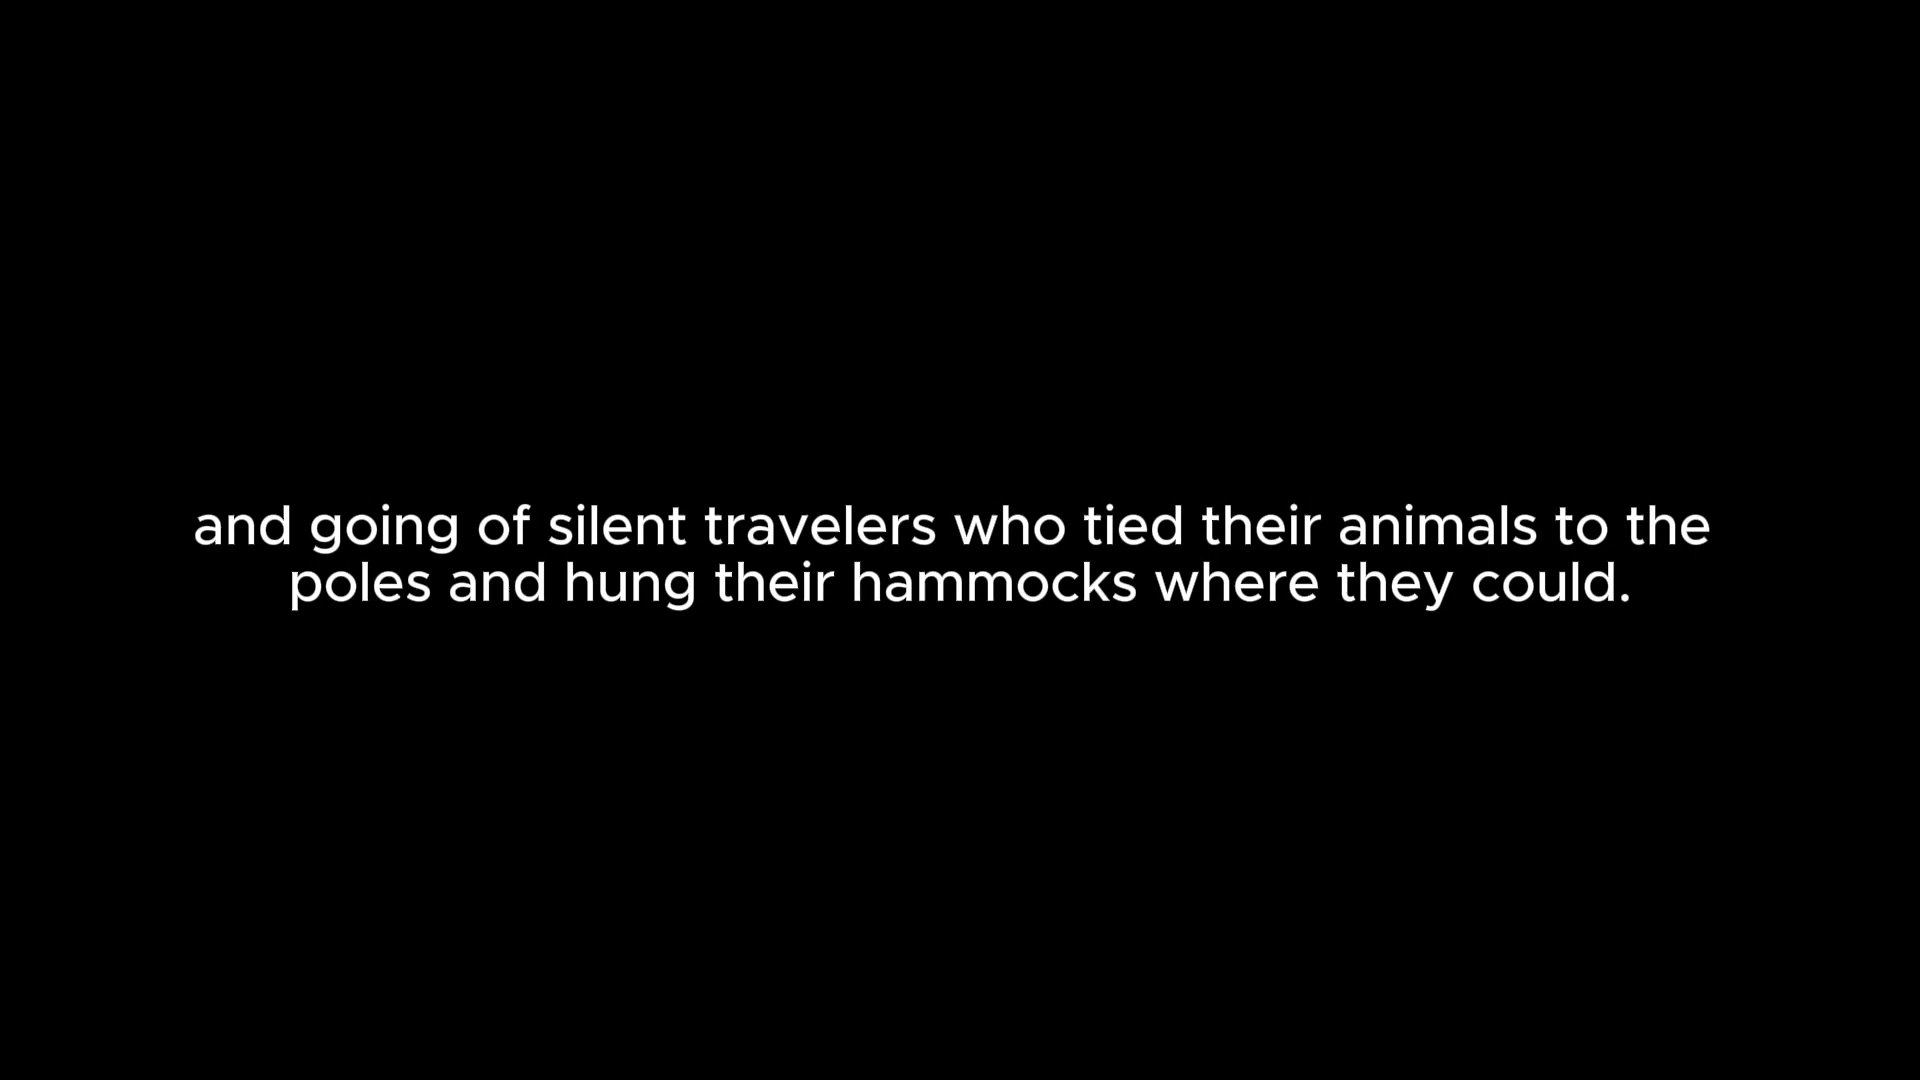 and going of silent travelers who tied their animals to the
poles and hung their hammocks where they could.